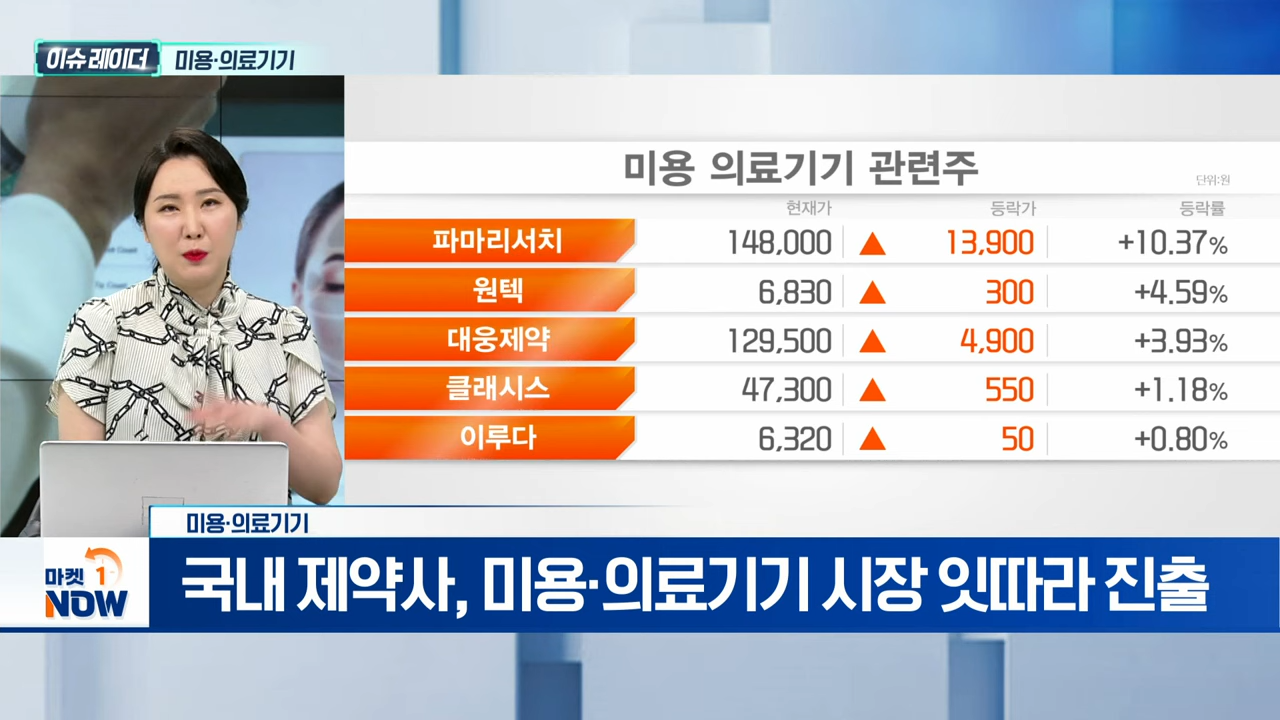 이슈 레이더 미용·의료기기
미용 의료기기 관련주
단위:원
현재가 등락가 등락률
파마리서치 148,000 ▲ 13,900 +10.37%
원텍 6,830 ▲ 300 +4.59%
대웅제약 129,500 ▲ 4,900 +3.93%
클래시스 47,300 ▲ 550 +1.18%
이루다 6,320 ▲ 50 +0.80%
미용·의료기기
마켓 1
NOW
국내 제약사, 미용·의료기기 시장 잇따라 진출